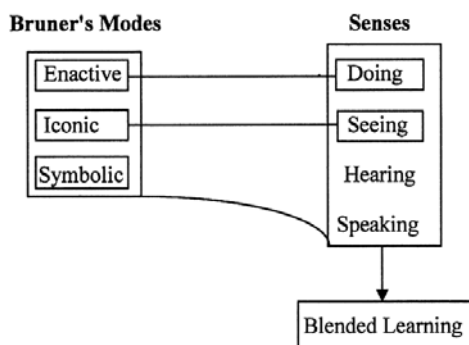 Bruner's Modes
Senses
Enactive
Doing
Iconic
Seeing
Symbolic
Hearing
Speaking
Blended Learning